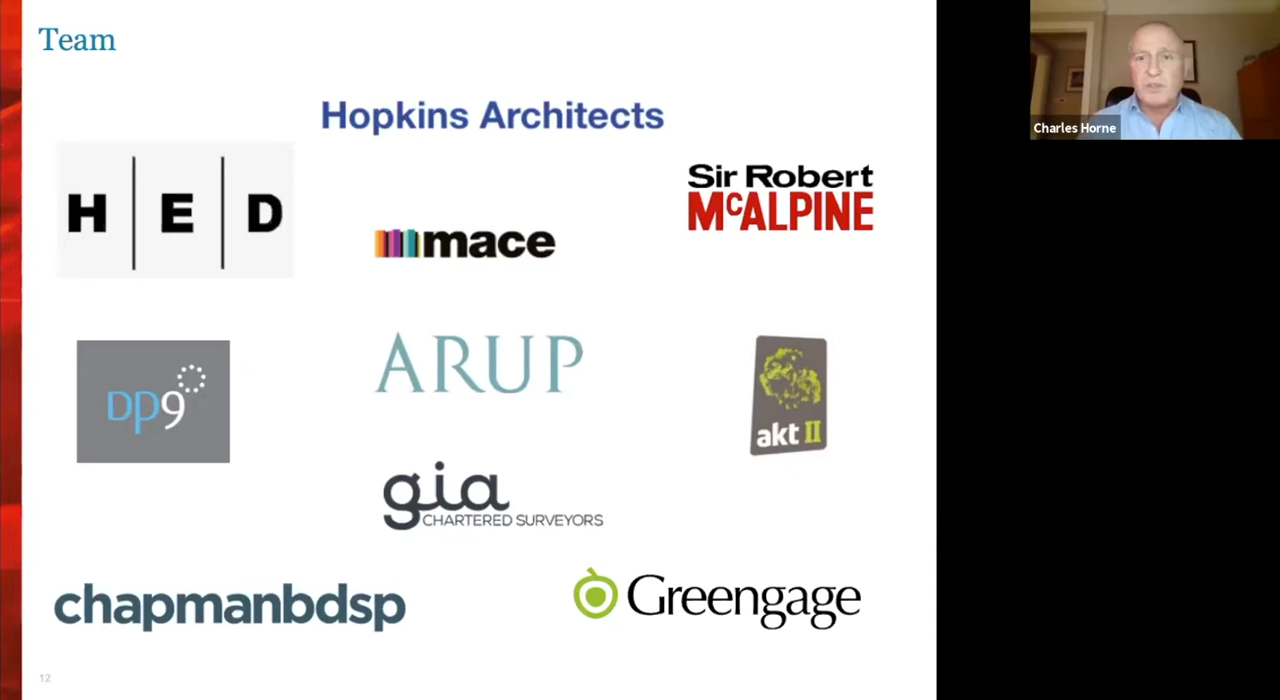 Team
Hopkins Architects
H E D
Sir Robert
McALPINE
mace
ARUP
DP9
akt II
gia
CHARTERED SURVEYORS
chapmanbdsp
Greengage
12
Charles Horne